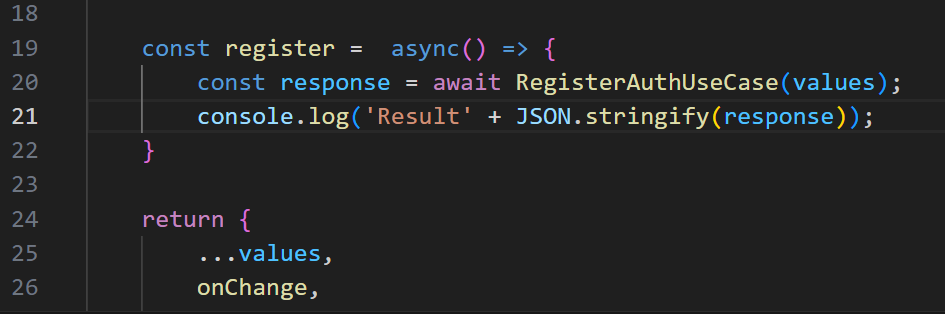 18
19 const register =  async() => {
20 const response = await RegisterAuthUseCase(values);
21 console.log('Result' + JSON.stringify(response));
22 }
23
24 return {
25 ...values,
26 onChange,